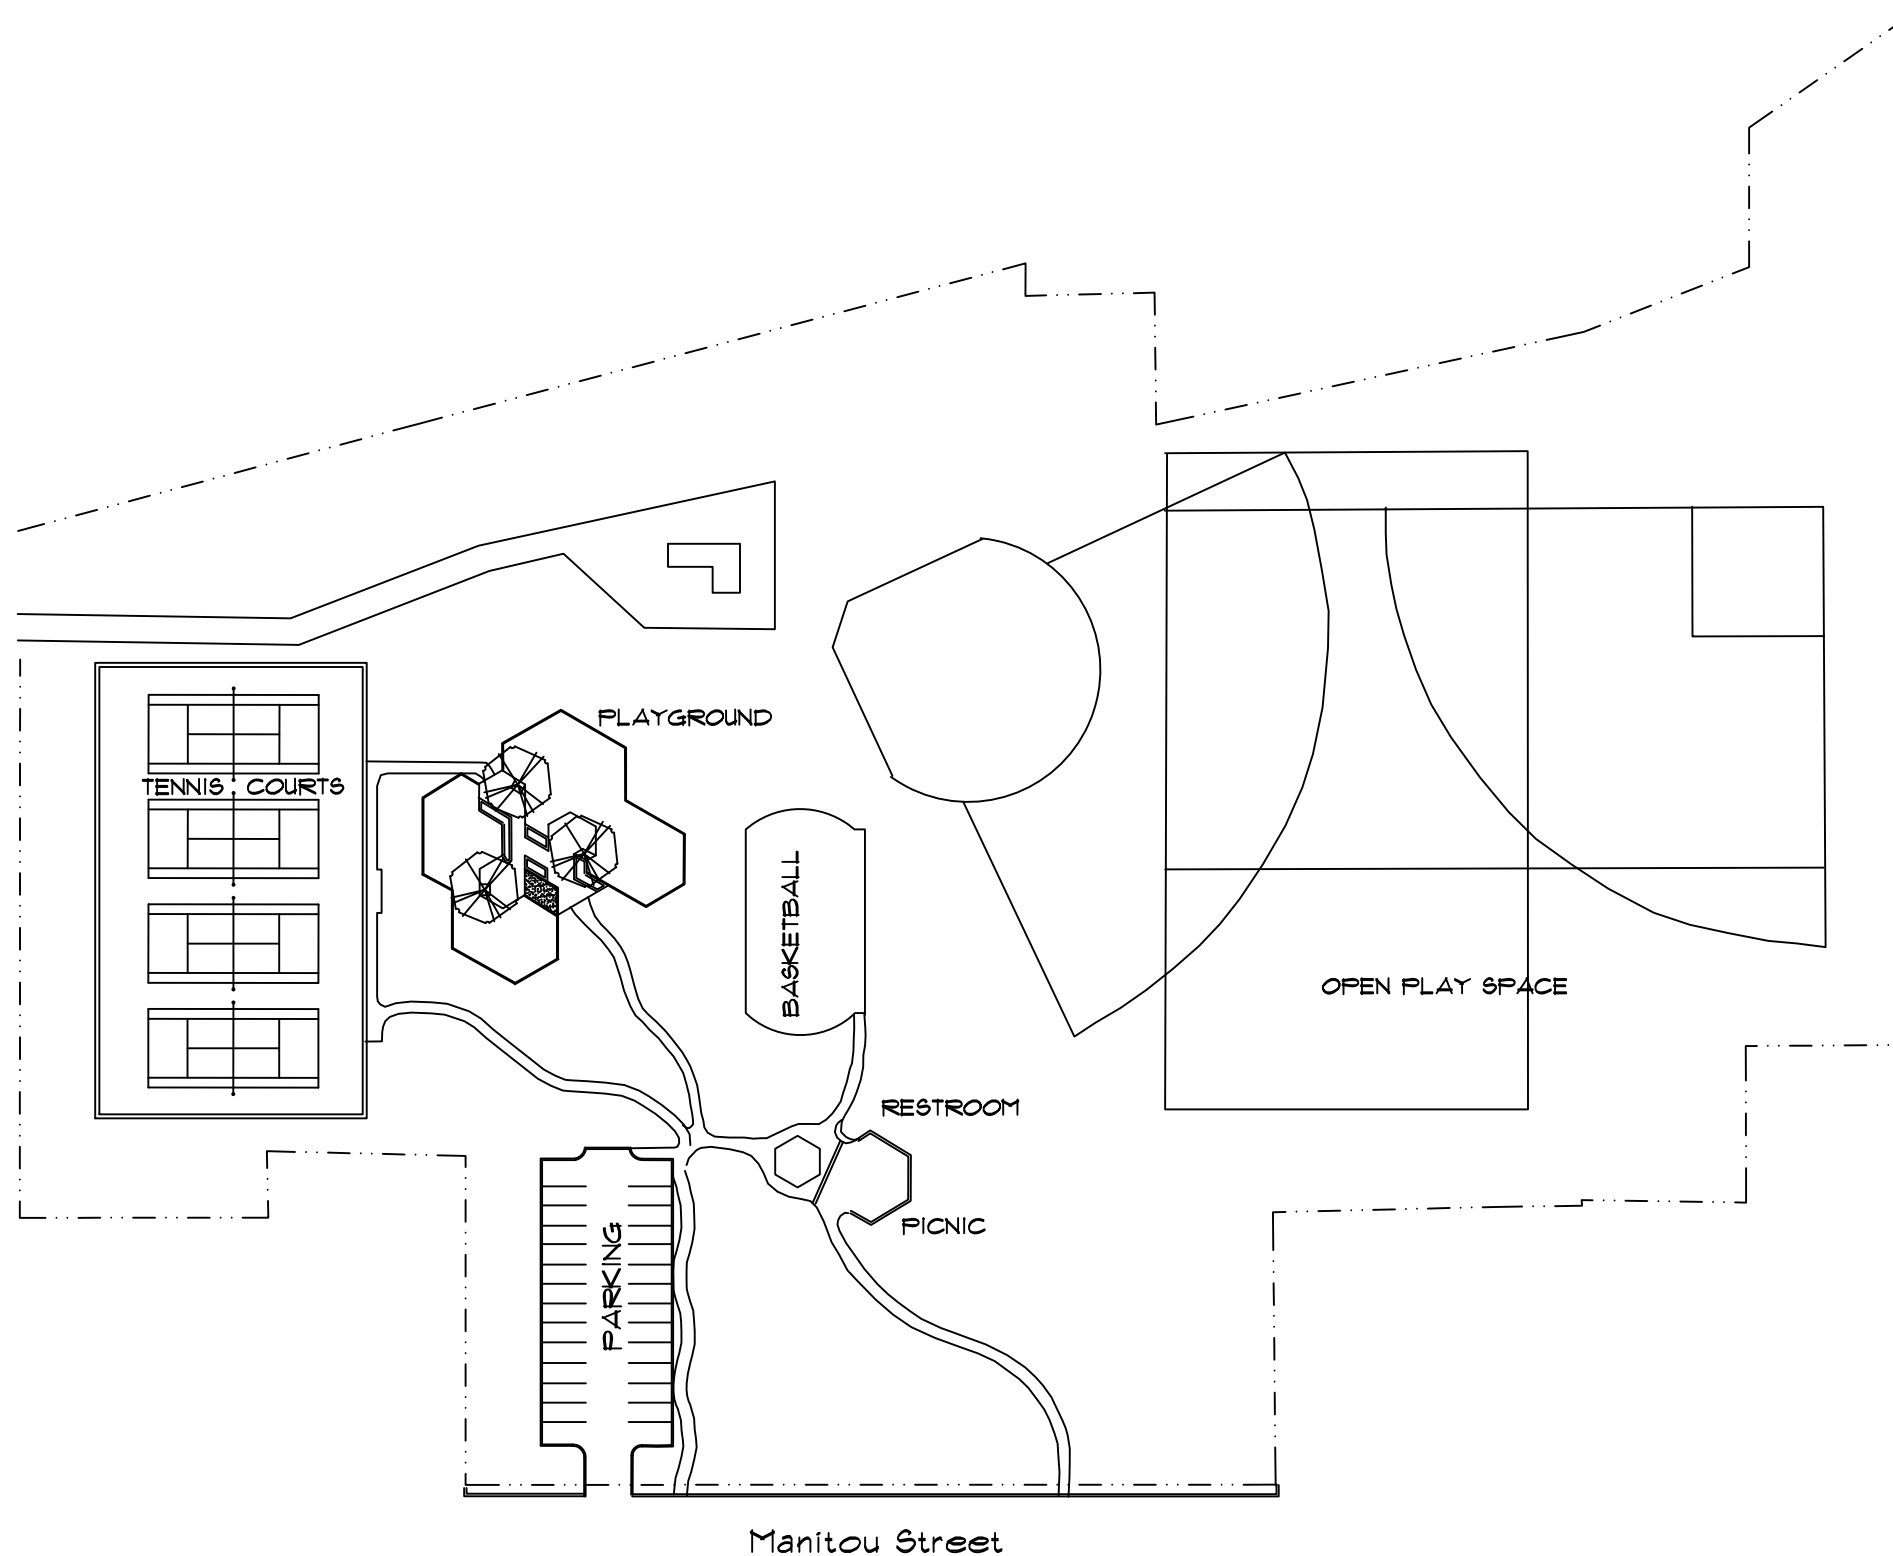 PLAYGROUND
TENNIS COURTS
BASKETBALL
OPEN PLAY SPACE
RESTROOM
PICNIC
PARKING
Manitou Street